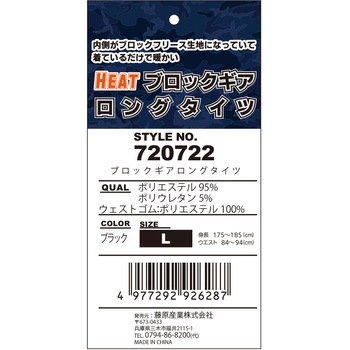 内側がブロックフリース生地になっていて
着ているだけで暖かい
HEAT ブロックギア
ロングタイツ
STYLE NO.
720722
ブロックギアロングタイツ
QUAL ポリエステル 95%
ポリウレタン 5%
ウェストゴム:ポリエステル 100%
COLOR SIZE
ブラック L 身長 175〜185(cm)
ウエスト 84〜94(cm)
4 977292 926287
発売元:藤原産業株式会社
〒673-0433
兵庫県三木市福井2115-1
TEL. 0794-86-8200(代)
MADE IN CHINA